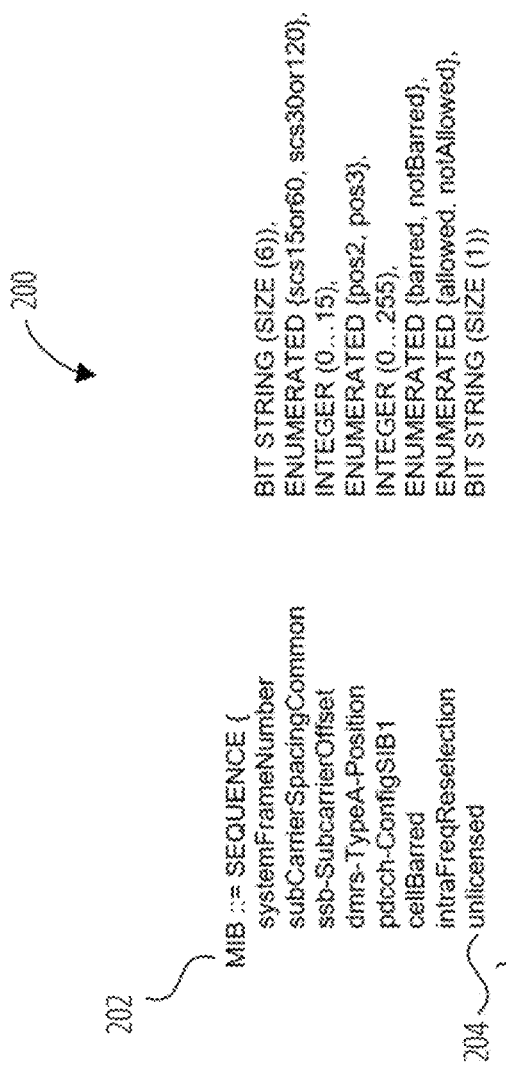 200
202
MIB ::= SEQUENCE {
systemFrameNumber BIT STRING (SIZE (6)),
subCarrierSpacingCommon ENUMERATED {scs15or60, scs30or120},
ssb-SubcarrierOffset INTEGER (0...15),
dmrs-TypeA-Position ENUMERATED {pos2, pos3},
pdcch-ConfigSIB1 INTEGER (0...255),
cellBarred ENUMERATED {barred, notBarred},
intraFreqReselection ENUMERATED {allowed, notAllowed},
204 unlicensed BIT STRING (SIZE (1))
}